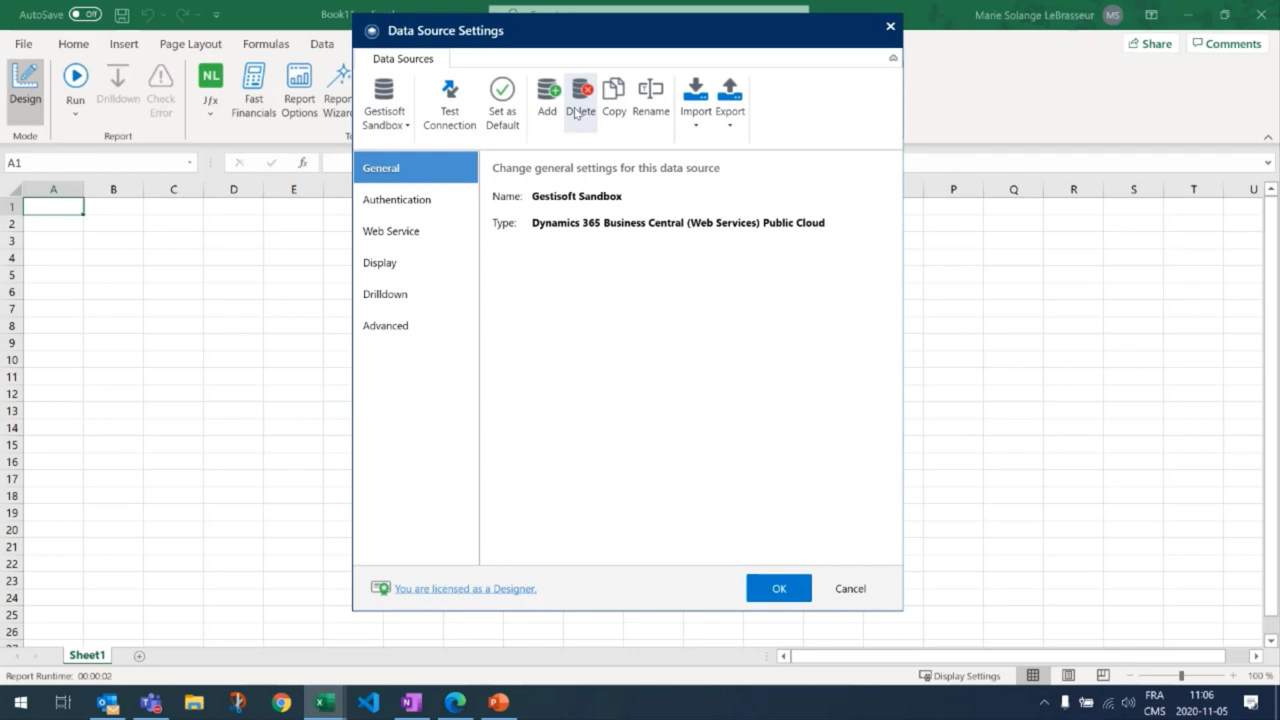 AutoSave Off Book1 Marie Solange LeBrasseur MS
Data Source Settings
File Home Insert Page Layout Formulas Data Share Comments
Data Sources
Design Run Drilldown Check Error Jfx Fast Financials Report Options
Mode Report
Gestisoft Sandbox Test Connection Set as Default Add Delete Copy Rename Import Export
A1 fx
General
Authentication
Web Service
Display
Drilldown
Advanced
Change general settings for this data source
Name: Gestisoft Sandbox
Type: Dynamics 365 Business Central (Web Services) Public Cloud
A B C D E P Q R S T U
1
2
3
4
5
6
7
8
9
10
11
12
13
14
15
16
17
18
19
20
21
22
23
24
25
26
You are licensed as a Designer. OK Cancel
Sheet1
Report Runtime: 00:00:02 Display Settings 100 %
FRA 11:06
CMS 2020-11-05